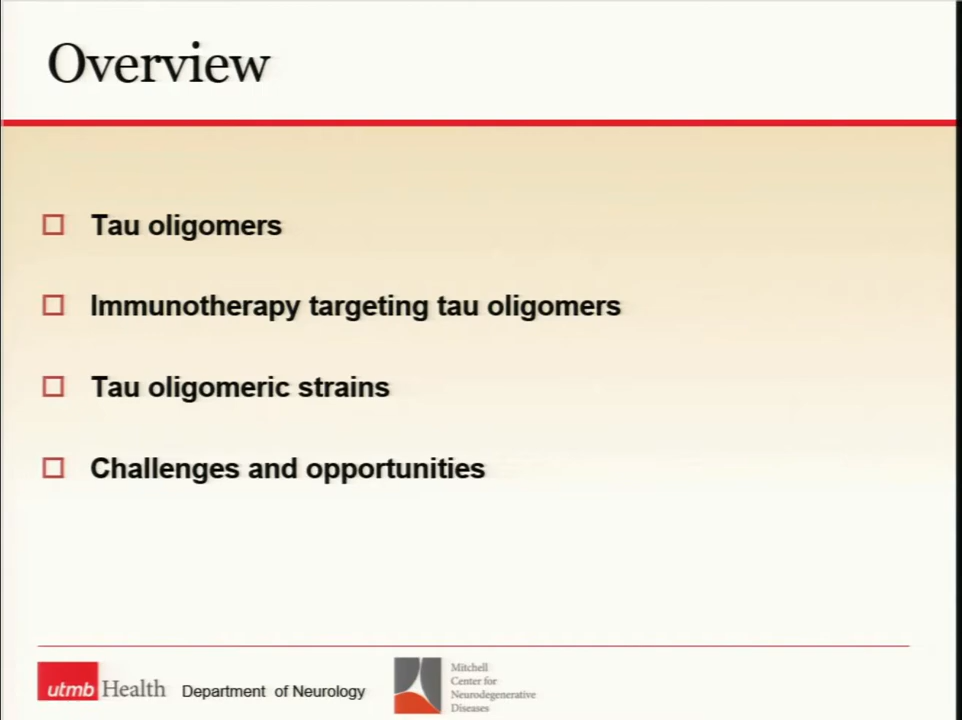 Overview
Tau oligomers
Immunotherapy targeting tau oligomers
Tau oligomeric strains
Challenges and opportunities
utmb Health Department of Neurology
Mitchell
Center for
Neurodegenerative
Diseases